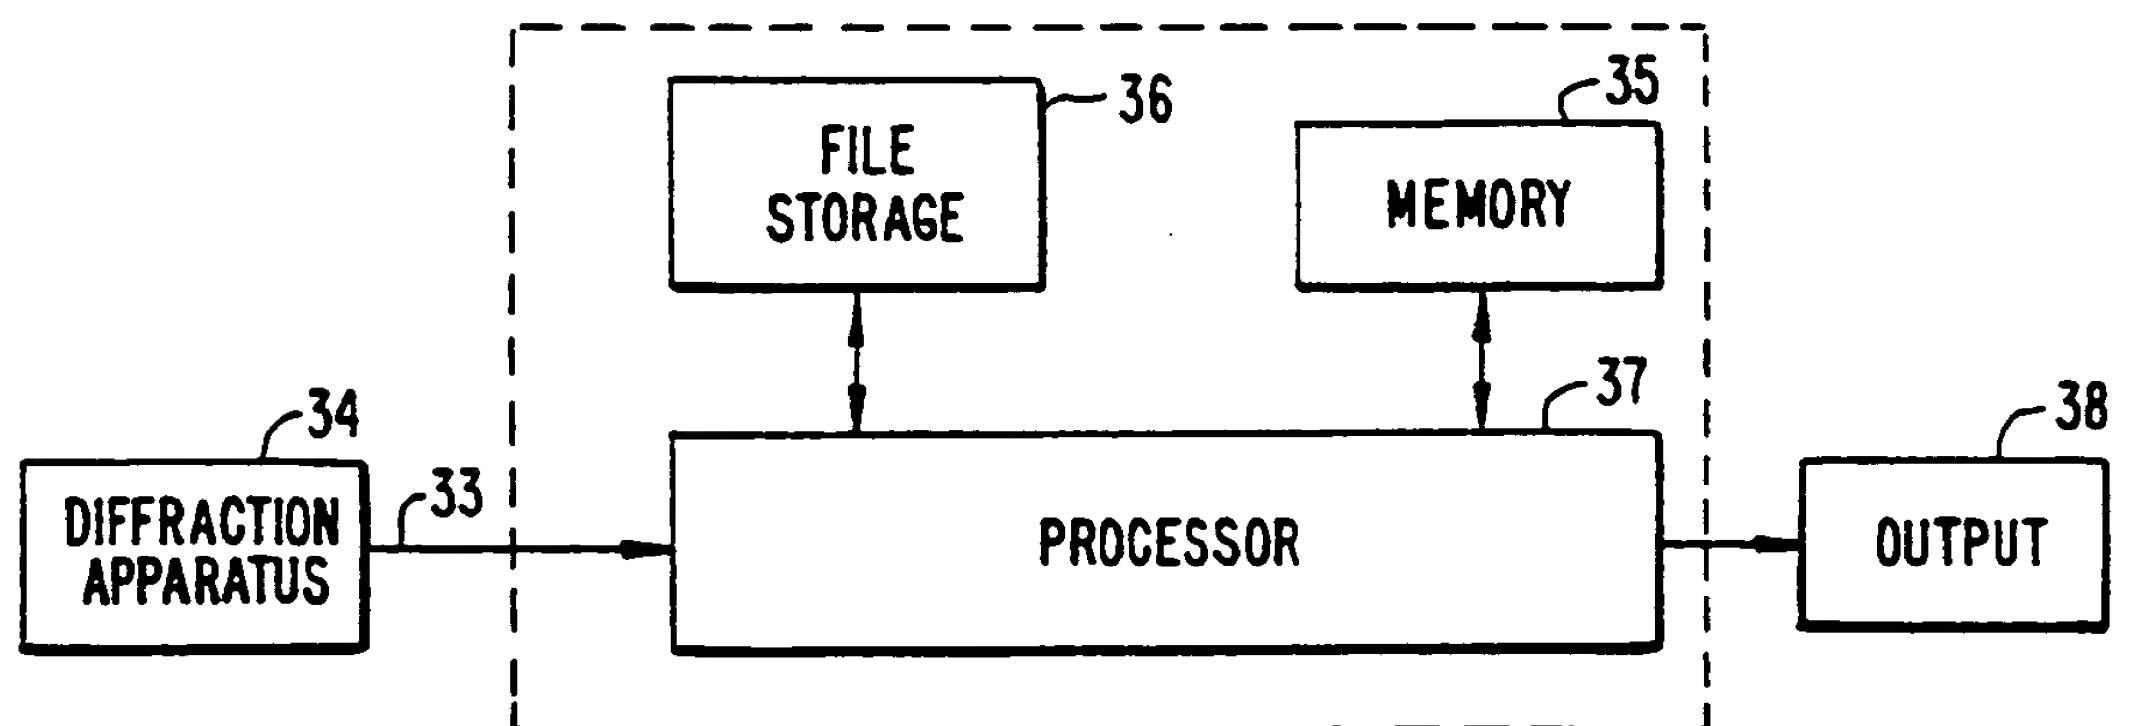 36
35
FILE
STORAGE
MEMORY
37
34
38
33
DIFFRACTION
APPARATUS
PROCESSOR
OUTPUT